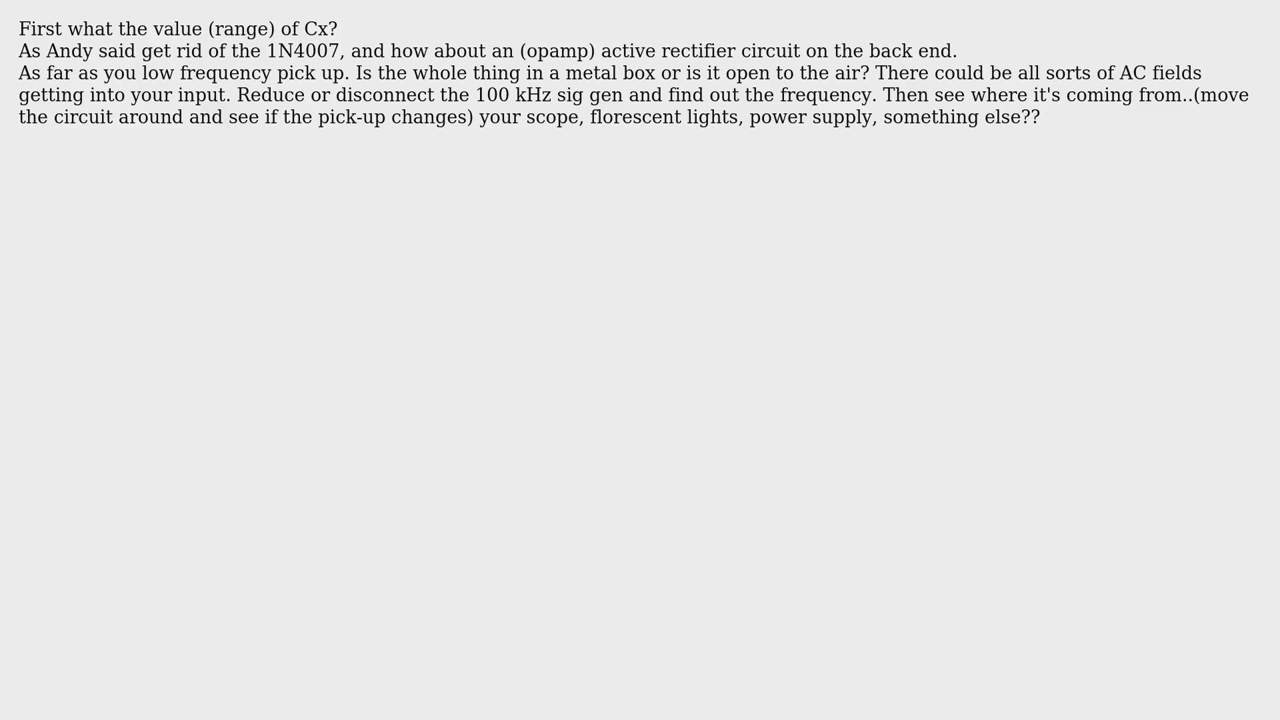 First what the value (range) of Cx?
As Andy said get rid of the 1N4007, and how about an (opamp) active rectifier circuit on the back end.
As far as you low frequency pick up. Is the whole thing in a metal box or is it open to the air? There could be all sorts of AC fields
getting into your input. Reduce or disconnect the 100 kHz sig gen and find out the frequency. Then see where it's coming from..(move
the circuit around and see if the pick-up changes) your scope, florescent lights, power supply, something else??